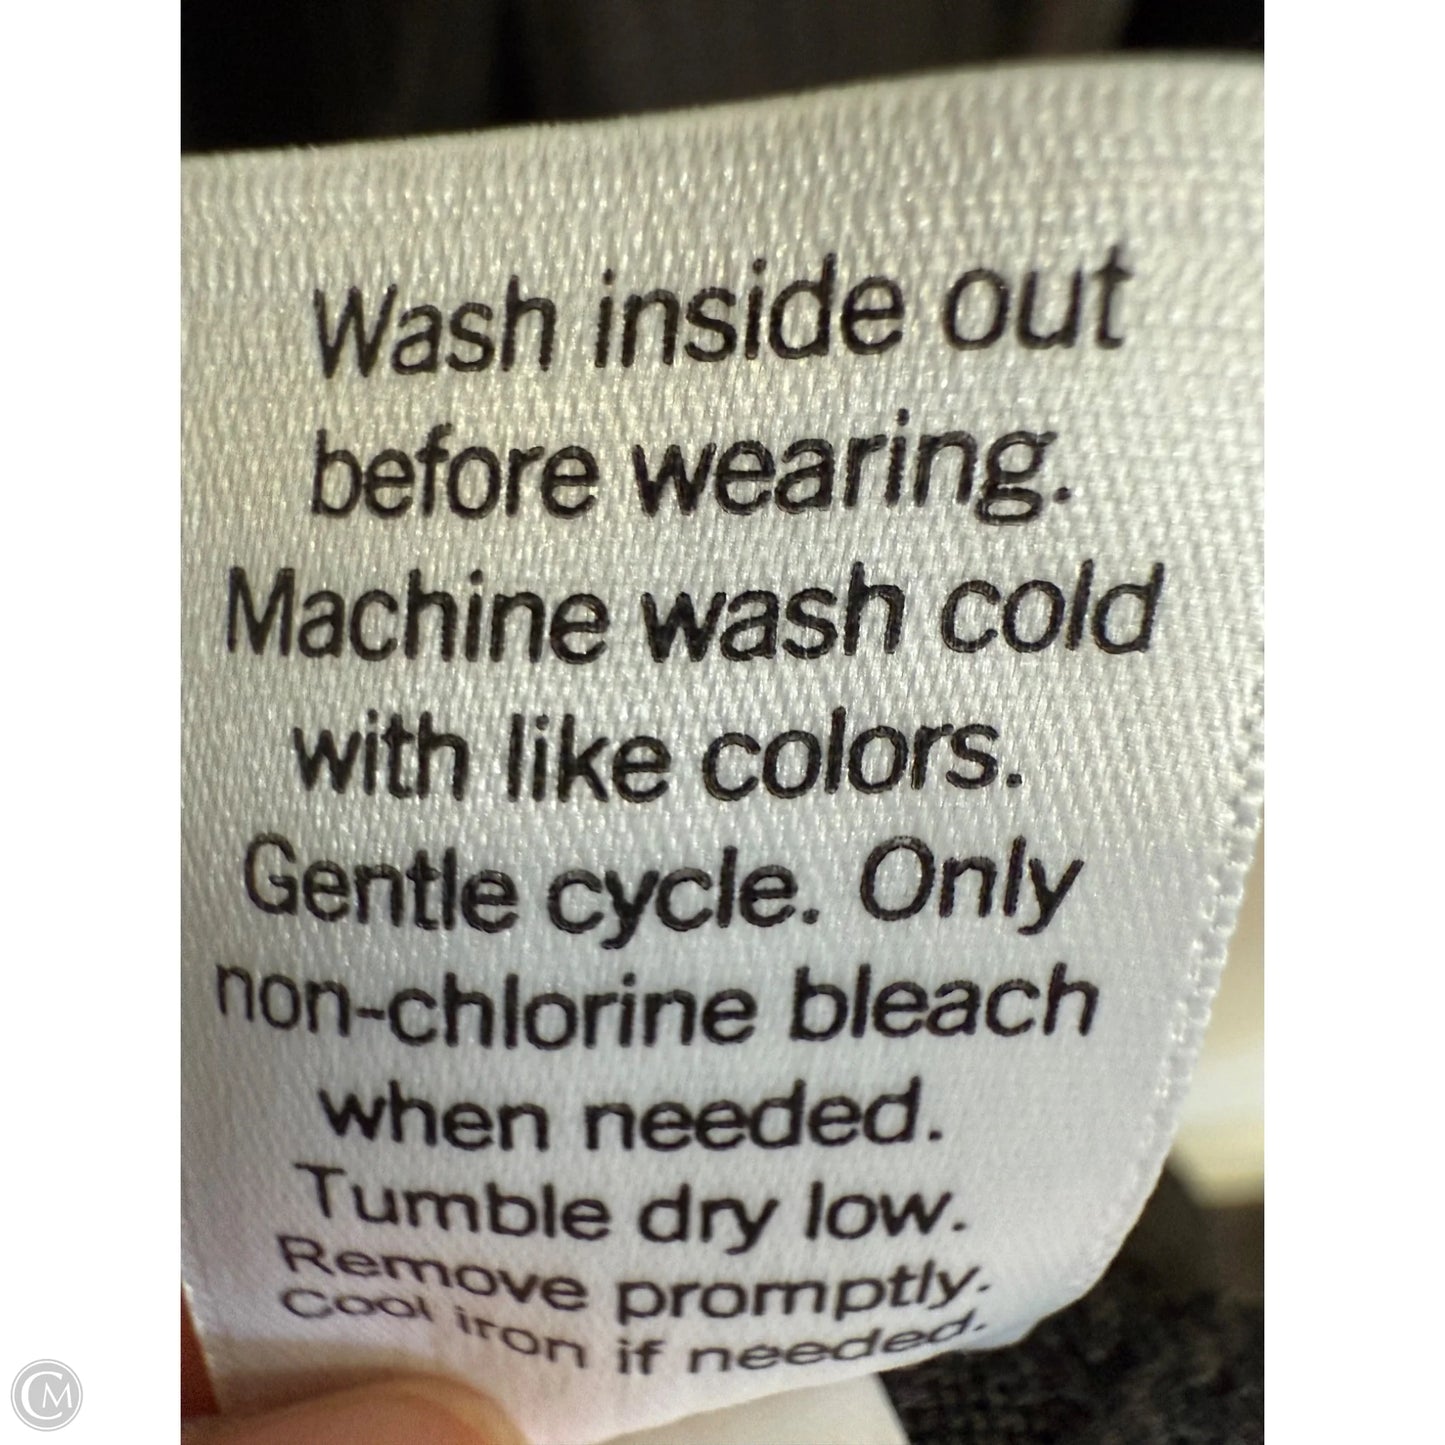 Wash inside out
before wearing.
Machine wash cold
with like colors.
Gentle cycle. Only
non-chlorine bleach
when needed.
Tumble dry low.
Remove promptly.
Cool iron if needed.
CM